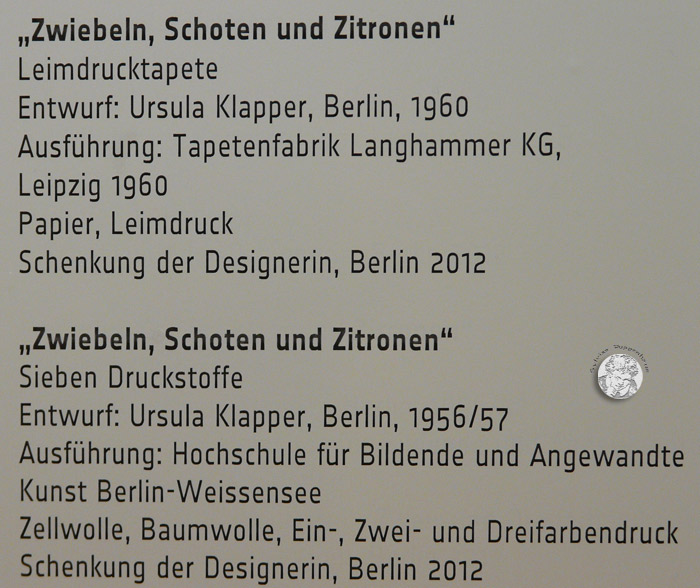 „Zwiebeln, Schoten und Zitronen“
Leimdrucktapete
Entwurf: Ursula Klapper, Berlin, 1960
Ausführung: Tapetenfabrik Langhammer KG,
Leipzig 1960
Papier, Leimdruck
Schenkung der Designerin, Berlin 2012
„Zwiebeln, Schoten und Zitronen“
Sieben Druckstoffe
Entwurf: Ursula Klapper, Berlin, 1956/57
Ausführung: Hochschule für Bildende und Angewandte
Kunst Berlin-Weissensee
Zellwolle, Baumwolle, Ein-, Zwei- und Dreifarbendruck
Schenkung der Designerin, Berlin 2012